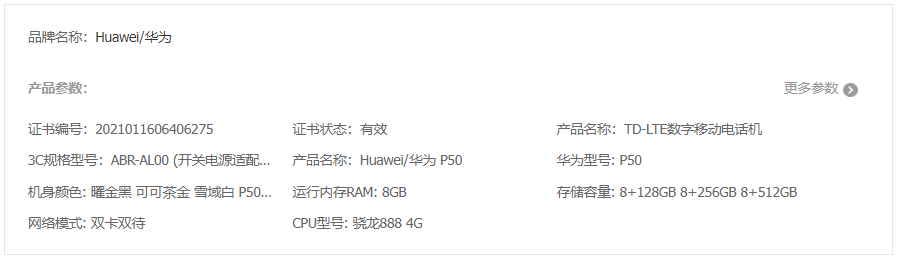 品牌名称：Huawei/华为
产品参数： 更多参数
证书编号：2021011606406275 证书状态：有效 产品名称：TD-LTE数字移动电话机
3C规格型号：ABR-AL00 (开关电源适配... 产品名称：Huawei/华为 P50 华为型号: P50
机身颜色: 曜金黑 可可茶金 雪域白 P50... 运行内存RAM: 8GB 存储容量: 8+128GB 8+256GB 8+512GB
网络模式: 双卡双待 CPU型号: 骁龙888 4G